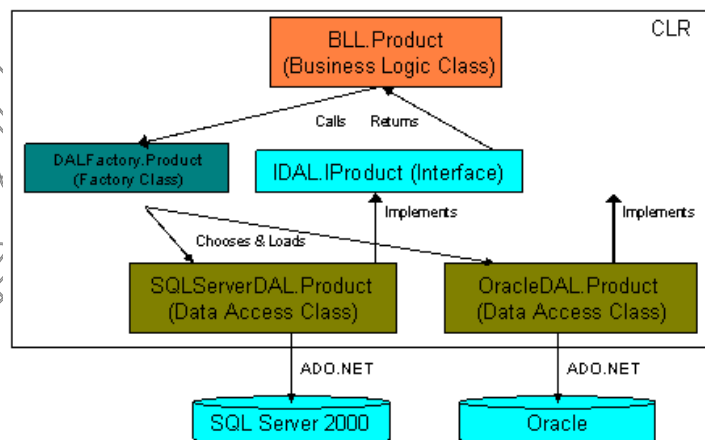 CLR
BLL.Product
(Business Logic Class)
Calls
Returns
DALFactory.Product
(Factory Class)
IDAL.IProduct (Interface)
Implements
Implements
Chooses & Loads
SQLServerDAL.Product
(Data Access Class)
OracleDAL.Product
(Data Access Class)
ADO.NET
ADO.NET
SQL Server 2000
Oracle